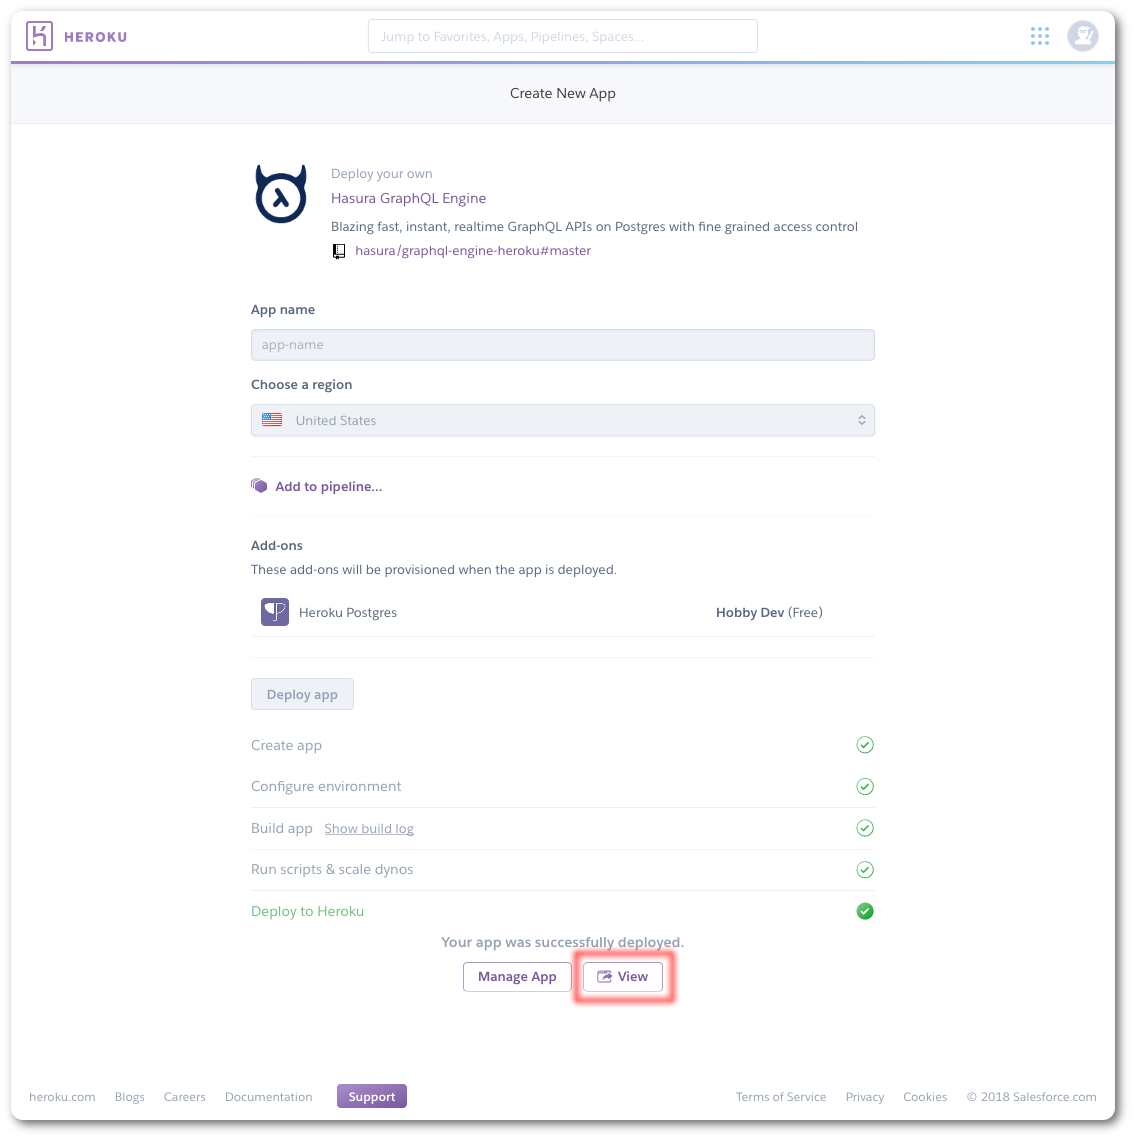 HEROKU
Jump to Favorites, Apps, Pipelines, Spaces...
Create New App
Deploy your own
Hasura GraphQL Engine
Blazing fast, instant, realtime GraphQL APIs on Postgres with fine grained access control
hasura/graphql-engine-heroku#master
App name
app-name
Choose a region
United States
Add to pipeline...
Add-ons
These add-ons will be provisioned when the app is deployed.
Heroku Postgres Hobby Dev (Free)
Deploy app
Create app
Configure environment
Build app Show build log
Run scripts & scale dynos
Deploy to Heroku
Your app was successfully deployed.
Manage App View
heroku.com Blogs Careers Documentation Support Terms of Service Privacy Cookies © 2018 Salesforce.com